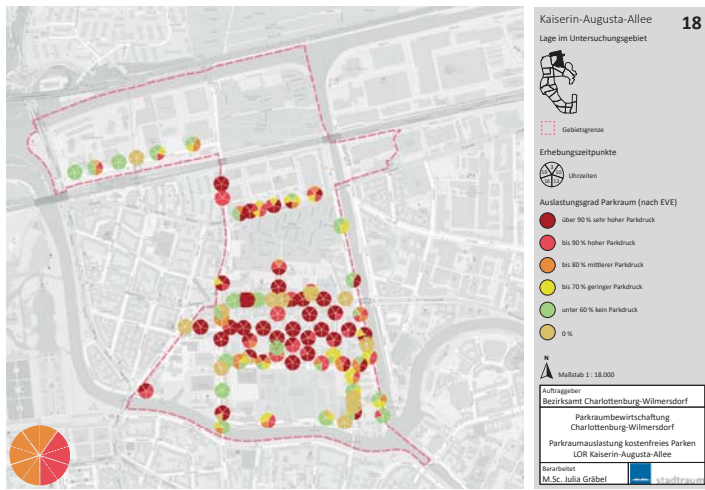 Kaiserin-Augusta-Allee
18
Lage im Untersuchungsgebiet
Gebietsgrenze
Erhebungszeitpunkte
Uhrzeiten
Auslastungsgrad Parkraum (nach EVE)
über 90 % sehr hoher Parkdruck
bis 90 % hoher Parkdruck
bis 80 % mittlerer Parkdruck
bis 70 % geringer Parkdruck
unter 60 % kein Parkdruck
0 %
N
Maßstab 1 : 18.000
Auftraggeber
Bezirksamt Charlottenburg-Wilmersdorf
Parkraumbewirtschaftung
Charlottenburg-Wilmersdorf
Parkraumauslastung kostenfreies Parken
LOR Kaiserin-Augusta-Allee
Berarbeitet
M.Sc. Julia Gräbel
stadtraum